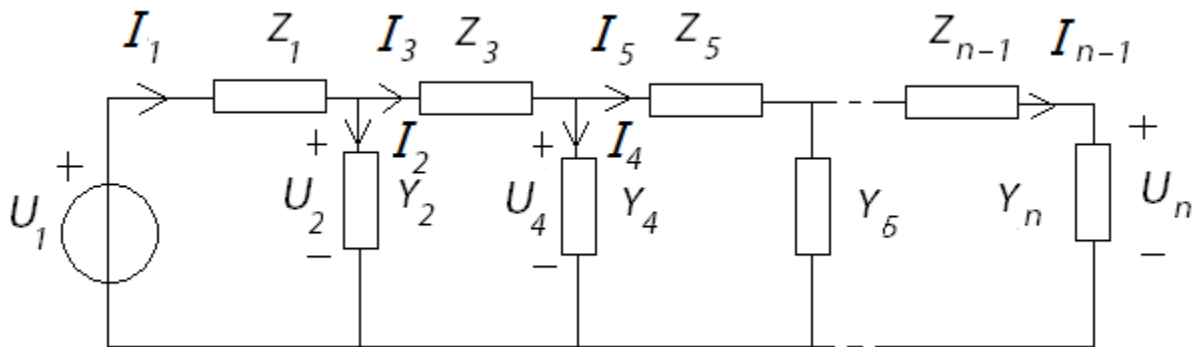 I₁ Z₁ I₃ Z₃ I₅ Z₅ Zₙ₋₁ Iₙ₋₁
+ + + +
I₂ I₄
U₁ U₂ Y₂ U₄ Y₄ Y₆ Yₙ Uₙ
− − −